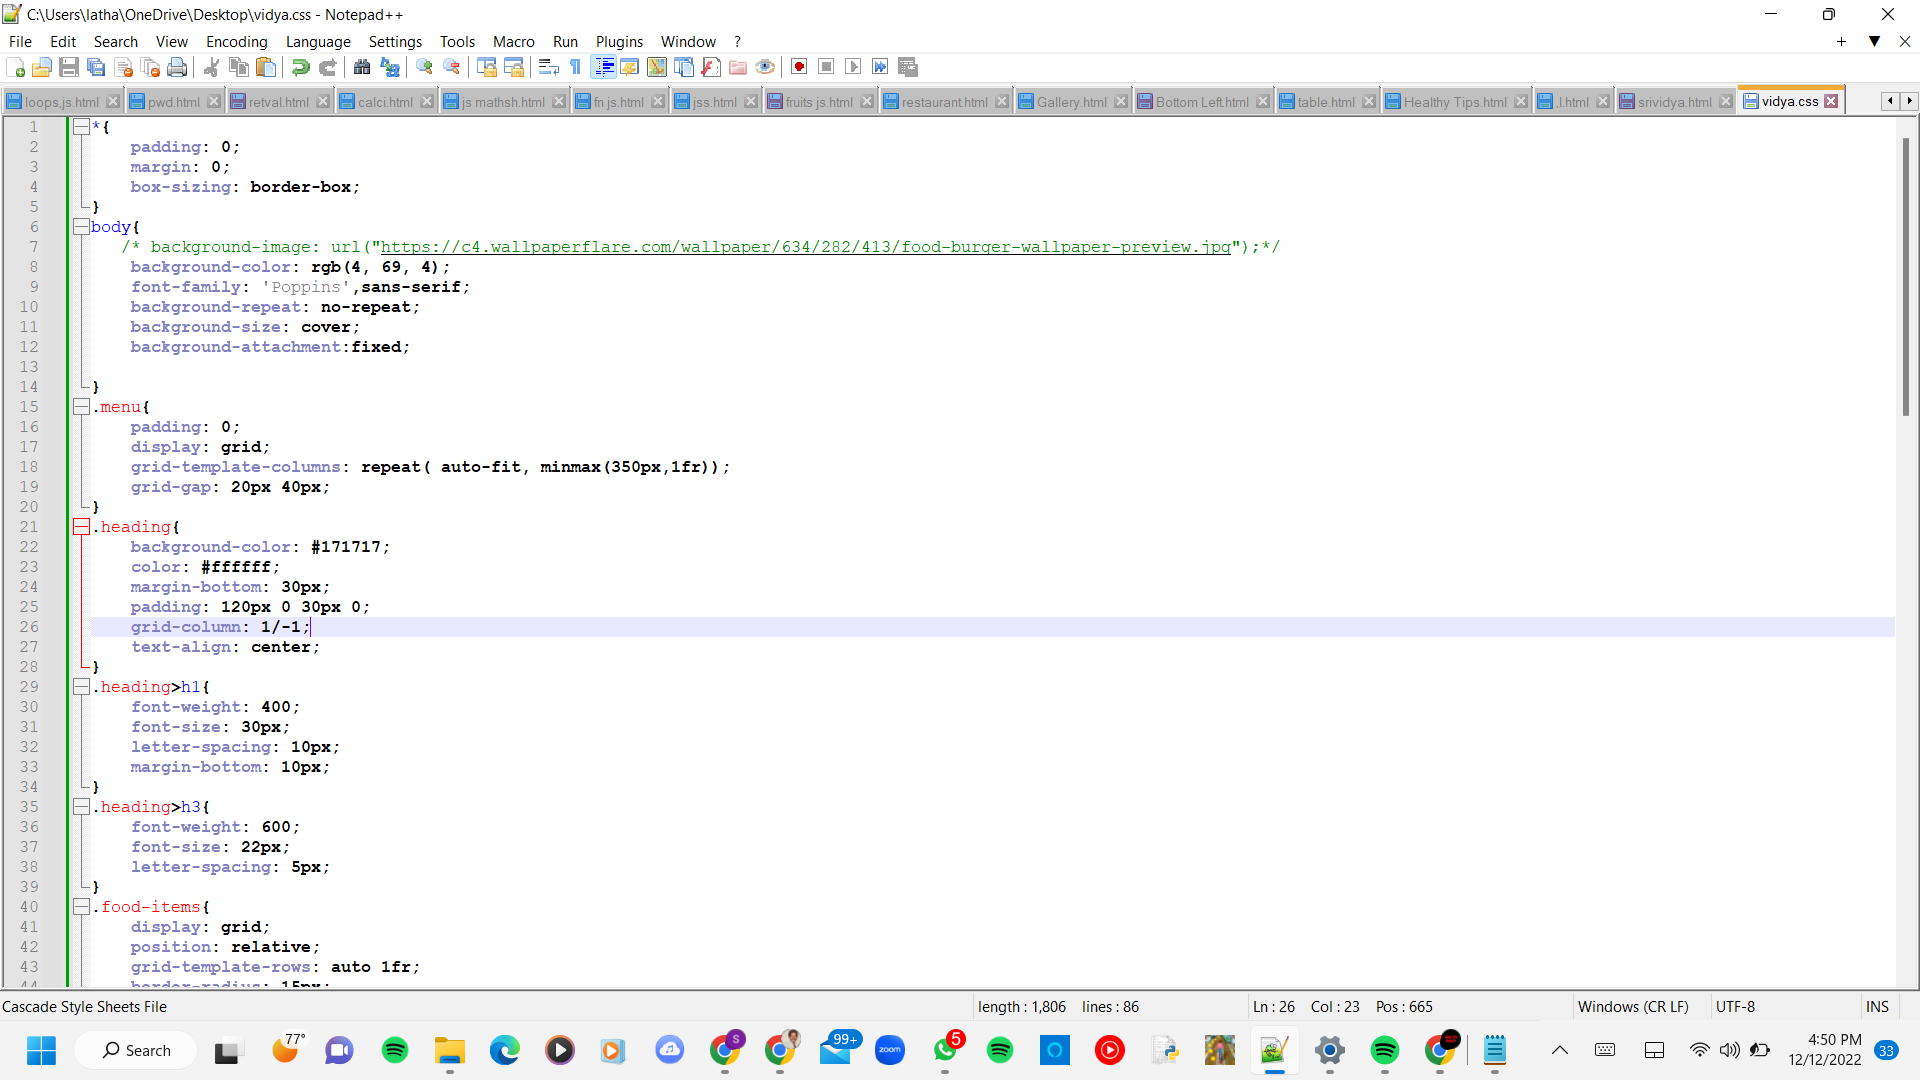 C:\Users\latha\OneDrive\Desktop\vidya.css - Notepad++
File Edit Search View Encoding Language Settings Tools Macro Run Plugins Window ?
loops,js.html pwd.html retval.html calci.html js mathsh.html fn js.html jss.html fruits js.html restaurant.html Gallery.html Bottom Left.html table.html Healthy Tips.html ,l.html srividya.html vidya.css
1 *{
2 padding: 0;
3 margin: 0;
4 box-sizing: border-box;
5 }
6 body{
7 /* background-image: url("https://c4.wallpaperflare.com/wallpaper/634/282/413/food-burger-wallpaper-preview.jpg");*/
8 background-color: rgb(4, 69, 4);
9 font-family: 'Poppins',sans-serif;
10 background-repeat: no-repeat;
11 background-size: cover;
12 background-attachment:fixed;
13
14 }
15 .menu{
16 padding: 0;
17 display: grid;
18 grid-template-columns: repeat( auto-fit, minmax(350px,1fr));
19 grid-gap: 20px 40px;
20 }
21 .heading{
22 background-color: #171717;
23 color: #ffffff;
24 margin-bottom: 30px;
25 padding: 120px 0 30px 0;
26 grid-column: 1/-1;
27 text-align: center;
28 }
29 .heading>h1{
30 font-weight: 400;
31 font-size: 30px;
32 letter-spacing: 10px;
33 margin-bottom: 10px;
34 }
35 .heading>h3{
36 font-weight: 600;
37 font-size: 22px;
38 letter-spacing: 5px;
39 }
40 .food-items{
41 display: grid;
42 position: relative;
43 grid-template-rows: auto 1fr;
44 border-radius: 15px;
Cascade Style Sheets File length : 1,806 lines : 86 Ln : 26 Col : 23 Pos : 665 Windows (CR LF) UTF-8 INS
77° Search S 99+ zoom 5 4:50 PM
12/12/2022 33